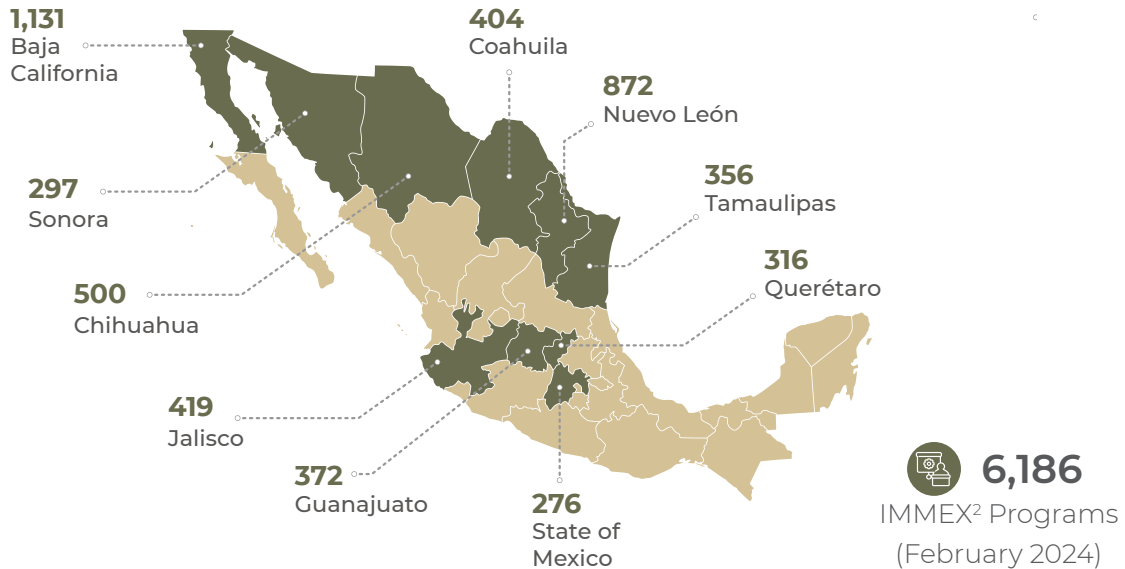 1,131
Baja
California
404
Coahuila
872
Nuevo León
297
Sonora
356
Tamaulipas
316
Querétaro
500
Chihuahua
419
Jalisco
372
Guanajuato
276
State of
Mexico
6,186
IMMEX² Programs
(February 2024)